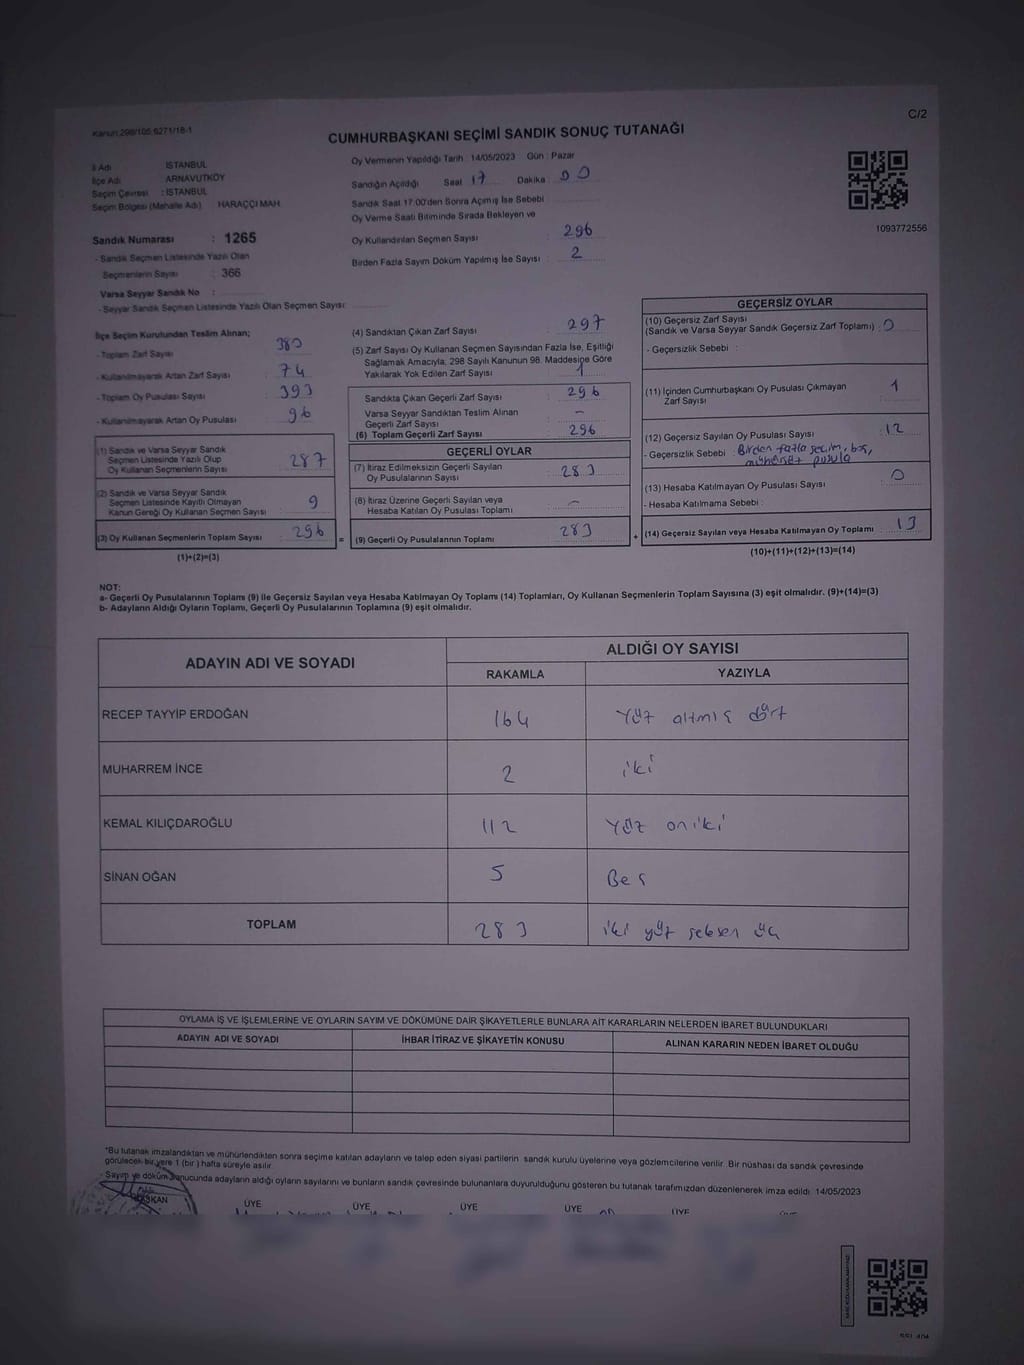 C/2
Kanun:298/105 6271/18-1
CUMHURBAŞKANI SEÇİMİ SANDIK SONUÇ TUTANAĞI
İl Adı : İSTANBUL
İlçe Adı : ARNAVUTKÖY
Seçim Çevresi : İSTANBUL
Seçim Bölgesi (Mahalle Adı) : HARAÇÇI MAH.
Sandık Numarası : 1265
- Sandık Seçmen Listesinde Yazılı Olan
Seçmenlerin Sayısı : 366
Varsa Seyyar Sandık No :
- Seyyar Sandık Seçmen Listesinde Yazılı Olan Seçmen Sayısı:
Oy Vermenin Yapıldığı Tarih : 14/05/2023 Gün : Pazar
Sandığın Açıldığı Saat : 17 Dakika : 00
Sandık Saat 17:00'den Sonra Açımış İse Sebebi :
Oy Verme Saati Bitiminde Sırada Bekleyen ve
Oy Kullandırılan Seçmen Sayısı : 296
Birden Fazla Sayım Döküm Yapılmış İse Sayısı : 2
1093772556
İlçe Seçim Kurulundan Teslim Alınan;
- Toplam Zarf Sayısı : 380
- Kullanılmayarak Artan Zarf Sayısı : 74
- Toplam Oy Pusulası Sayısı : 393
- Kullanılmayarak Artan Oy Pusulası : 96
(1) Sandık ve Varsa Seyyar Sandık
Seçmen Listesinde Yazılı Olup
Oy Kullanan Seçmenlerin Sayısı : 287
(2) Sandık ve Varsa Seyyar Sandık
Seçmen Listesinde Kayıtlı Olmayan
Kanun Gereği Oy Kullanan Seçmen Sayısı : 9
(3) Oy Kullanan Seçmenlerin Toplam Sayısı : 296
(1)+(2)=(3)
(4) Sandıktan Çıkan Zarf Sayısı : 297
(5) Zarf Sayısı Oy Kullanan Seçmen Sayısından Fazla İse, Eşitliği
Sağlamak Amacıyla, 298 Sayılı Kanunun 98. Maddesine Göre
Yakılarak Yok Edilen Zarf Sayısı : 1
Sandıkta Çıkan Geçerli Zarf Sayısı : 296
Varsa Seyyar Sandıktan Teslim Alınan
Geçerli Zarf Sayısı : -
(6) Toplam Geçerli Zarf Sayısı : 296
GEÇERLİ OYLAR
(7) İtiraz Edilmeksizin Geçerli Sayılan
Oy Pusulalarının Sayısı : 283
(8) İtiraz Üzerine Geçerli Sayılan veya
Hesaba Katılan Oy Pusulası Toplamı : -
= (9) Geçerli Oy Pusulalarının Toplamı : 283
GEÇERSİZ OYLAR
(10) Geçersiz Zarf Sayısı
(Sandık ve Varsa Seyyar Sandık Geçersiz Zarf Toplamı) : 0
- Geçersizlik Sebebi :
(11) İçinden Cumhurbaşkanı Oy Pusulası Çıkmayan
Zarf Sayısı : 1
(12) Geçersiz Sayılan Oy Pusulası Sayısı : 12
- Geçersizlik Sebebi : Birden fazla seçim, boş,
mühürsüz pusula
(13) Hesaba Katılmayan Oy Pusulası Sayısı : 0
- Hesaba Katılmama Sebebi :
+ (14) Geçersiz Sayılan veya Hesaba Katılmayan Oy Toplamı : 13
(10)+(11)+(12)+(13)=(14)
NOT:
a- Geçerli Oy Pusulalarının Toplamı (9) ile Geçersiz Sayılan veya Hesaba Katılmayan Oy Toplamı (14) Toplamları, Oy Kullanan Seçmenlerin Toplam Sayısına (3) eşit olmalıdır. (9)+(14)=(3)
b- Adayların Aldığı Oyların Toplamı, Geçerli Oy Pusulalarının Toplamına (9) eşit olmalıdır.
ADAYIN ADI VE SOYADI ALDIĞI OY SAYISI
RAKAMLA YAZIYLA
RECEP TAYYİP ERDOĞAN 164 Yüz altmış dört
MUHARREM İNCE 2 iki
KEMAL KILIÇDAROĞLU 112 Yüz oniki
SİNAN OĞAN 5 Beş
TOPLAM 283 iki yüz seksen üç
OYLAMA İŞ VE İŞLEMLERİNE VE OYLARIN SAYIM VE DÖKÜMÜNE DAİR ŞİKAYETLERLE BUNLARA AİT KARARLARIN NELERDEN İBARET BULUNDUKLARI
ADAYIN ADI VE SOYADI İHBAR İTİRAZ VE ŞİKAYETİN KONUSU ALINAN KARARIN NEDEN İBARET OLDUĞU
*Bu tutanak imzalandıktan ve mühürlendikten sonra seçime katılan adayların ve talep eden siyasi partilerin sandık kurulu üyelerine veya gözlemcilerine verilir. Bir nüshası da sandık çevresinde
görülecek bir yere 1 (bir ) hafta süreyle asılır.
- Sayım ve döküm sonucunda adayların aldığı oyların sayılarını ve bunların sandık çevresinde bulunanlara duyurulduğunu gösteren bu tutanak tarafımızdan düzenlenerek imza edildi. 14/05/2023
BAŞKAN ÜYE ÜYE ÜYE ÜYE ÜYE